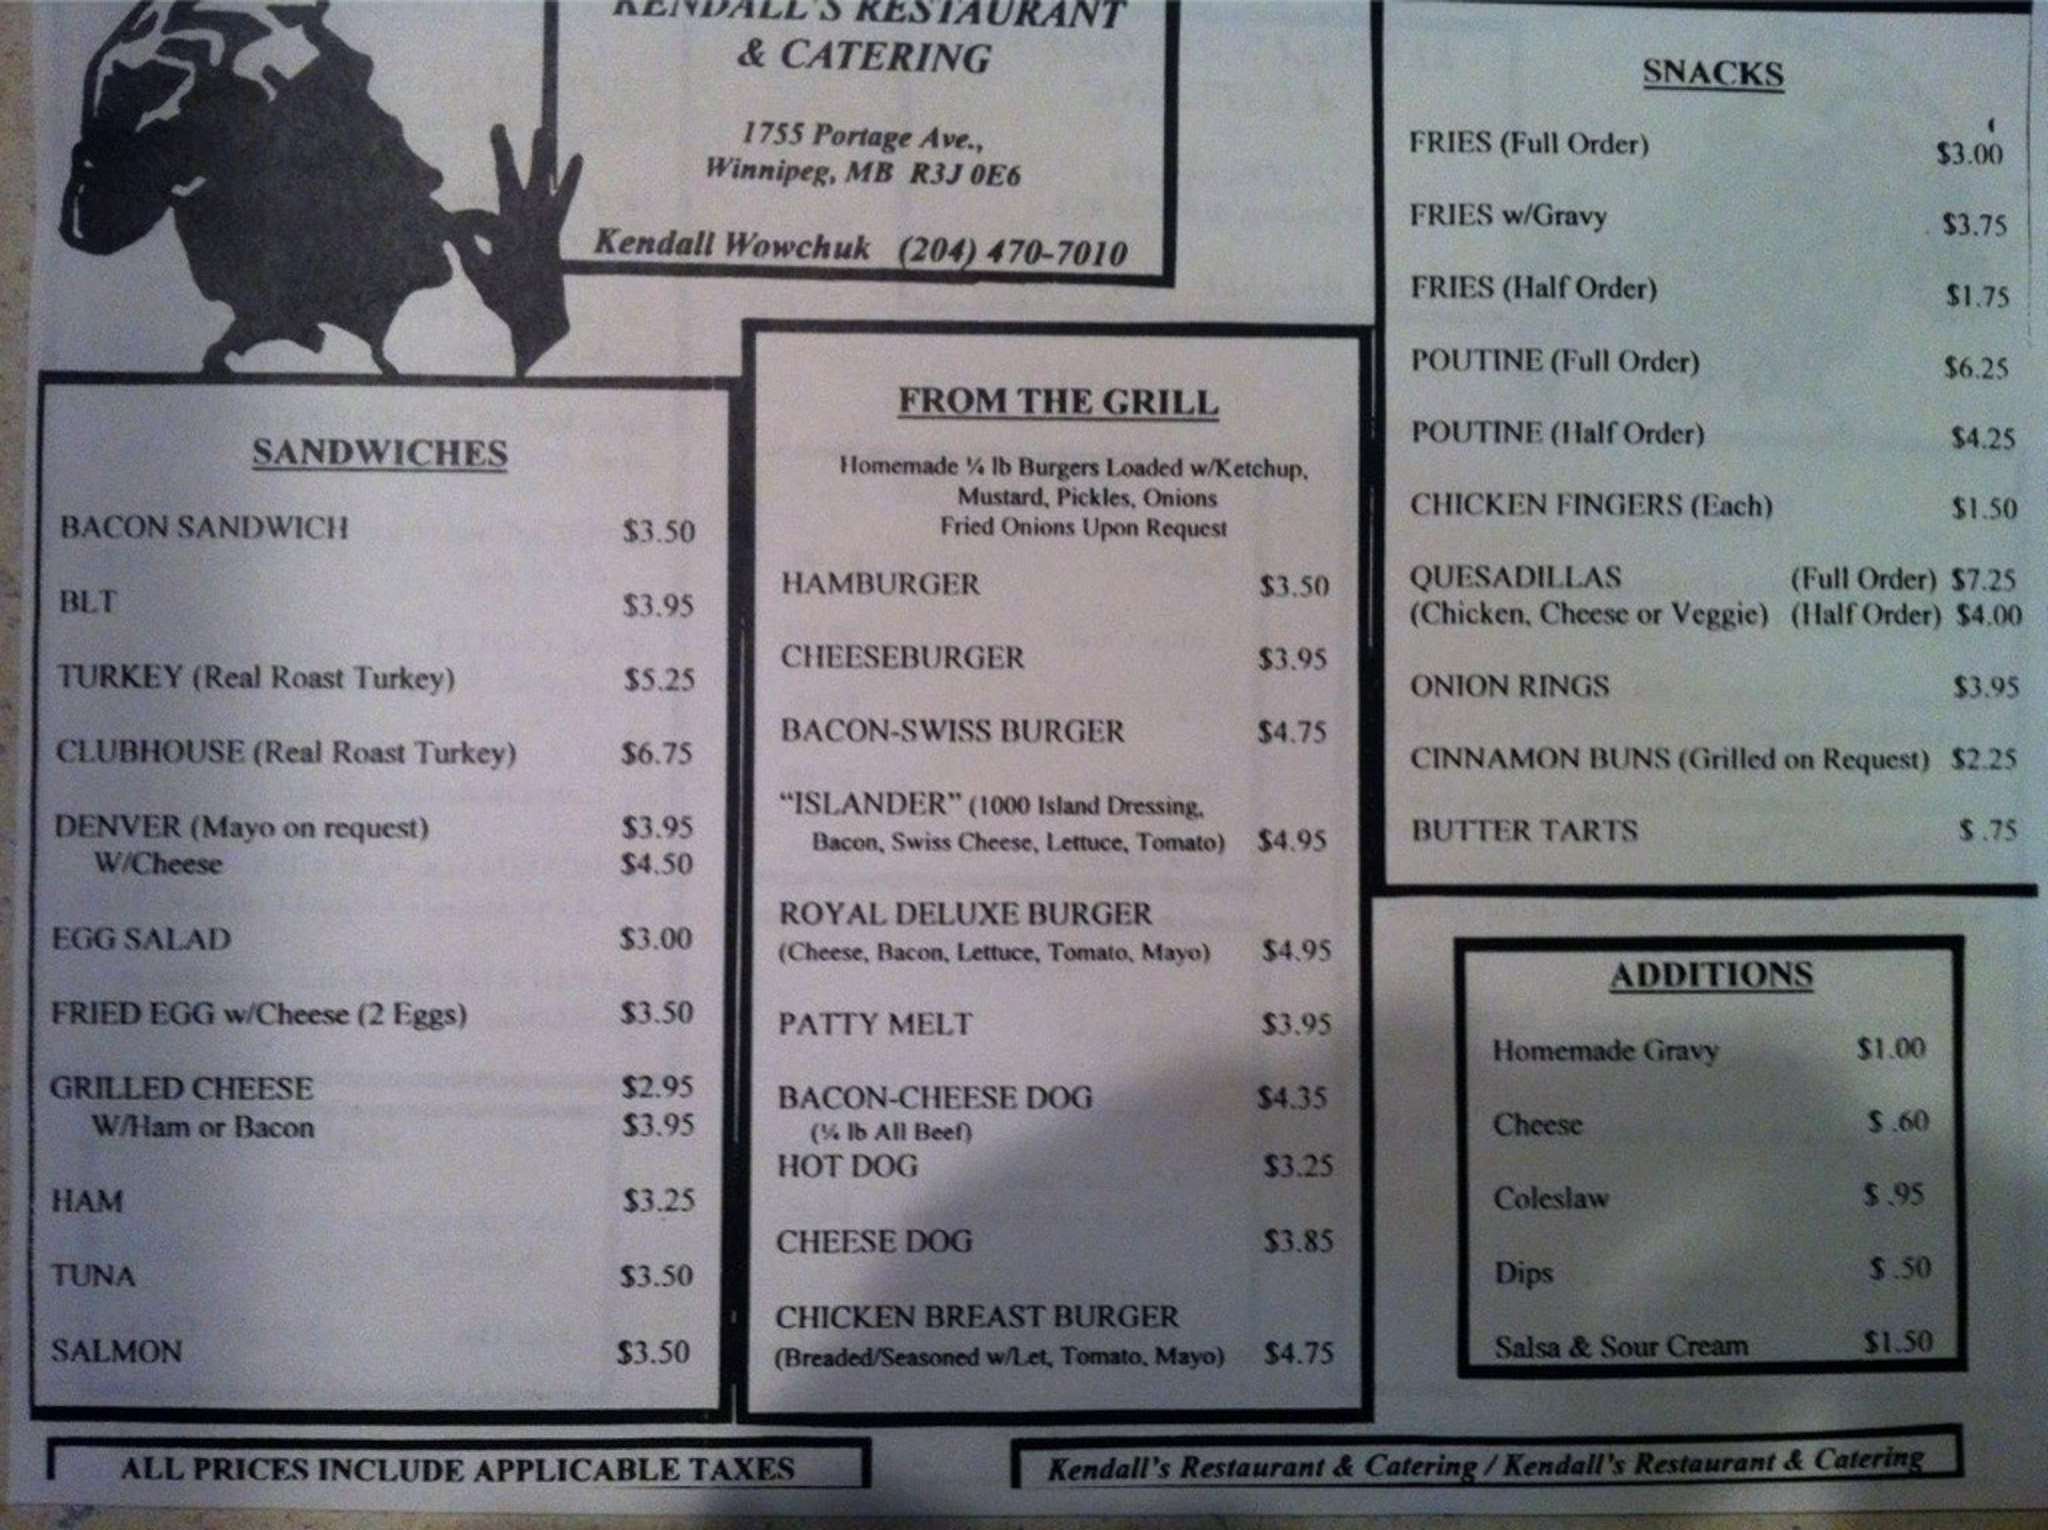 KENDALL'S RESTAURANT
& CATERING
1755 Portage Ave.,
Winnipeg, MB R3J 0E6
Kendall Wowchuk (204) 470-7010
SANDWICHES
BACON SANDWICH $3.50
BLT $3.95
TURKEY (Real Roast Turkey) $5.25
CLUBHOUSE (Real Roast Turkey) $6.75
DENVER (Mayo on request) $3.95
W/Cheese $4.50
EGG SALAD $3.00
FRIED EGG w/Cheese (2 Eggs) $3.50
GRILLED CHEESE $2.95
W/Ham or Bacon $3.95
HAM $3.25
TUNA $3.50
SALMON $3.50
FROM THE GRILL
Homemade ¼ lb Burgers Loaded w/Ketchup,
Mustard, Pickles, Onions
Fried Onions Upon Request
HAMBURGER $3.50
CHEESEBURGER $3.95
BACON-SWISS BURGER $4.75
"ISLANDER" (1000 Island Dressing,
Bacon, Swiss Cheese, Lettuce, Tomato) $4.95
ROYAL DELUXE BURGER
(Cheese, Bacon, Lettuce, Tomato, Mayo) $4.95
PATTY MELT $3.95
BACON-CHEESE DOG $4.35
(¼ lb All Beef)
HOT DOG $3.25
CHEESE DOG $3.85
CHICKEN BREAST BURGER
(Breaded/Seasoned w/Let, Tomato, Mayo) $4.75
SNACKS
FRIES (Full Order) $3.00
FRIES w/Gravy $3.75
FRIES (Half Order) $1.75
POUTINE (Full Order) $6.25
POUTINE (Half Order) $4.25
CHICKEN FINGERS (Each) $1.50
QUESADILLAS (Full Order) $7.25
(Chicken, Cheese or Veggie) (Half Order) $4.00
ONION RINGS $3.95
CINNAMON BUNS (Grilled on Request) $2.25
BUTTER TARTS $ .75
ADDITIONS
Homemade Gravy $1.00
Cheese $ .60
Coleslaw $ .95
Dips $ .50
Salsa & Sour Cream $1.50
ALL PRICES INCLUDE APPLICABLE TAXES
Kendall's Restaurant & Catering / Kendall's Restaurant & Catering